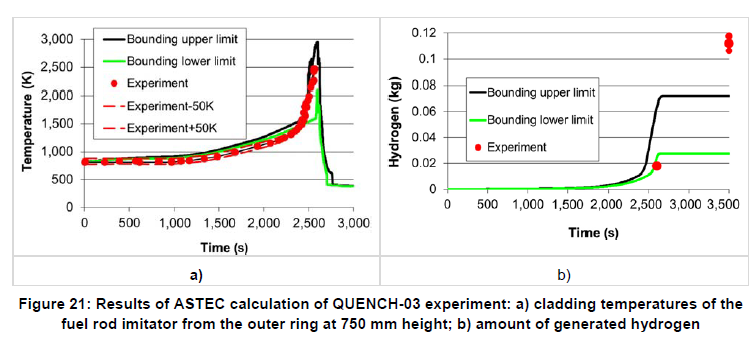 3,000
2,500
2,000
1,500
1,000
500
0
Temperature (K)
Bounding upper limit
Bounding lower limit
Experiment
Experiment-50K
Experiment+50K
0 500 1,000 1,500 2,000 2,500 3,000
Time (s)
a)
0.12
0.1
0.08
0.06
0.04
0.02
0
Hydrogen (kg)
Bounding upper limit
Bounding lower limit
Experiment
0 500 1,000 1,500 2,000 2,500 3,000 3,500
Time (s)
b)
Figure 21: Results of ASTEC calculation of QUENCH-03 experiment: a) cladding temperatures of the
fuel rod imitator from the outer ring at 750 mm height; b) amount of generated hydrogen